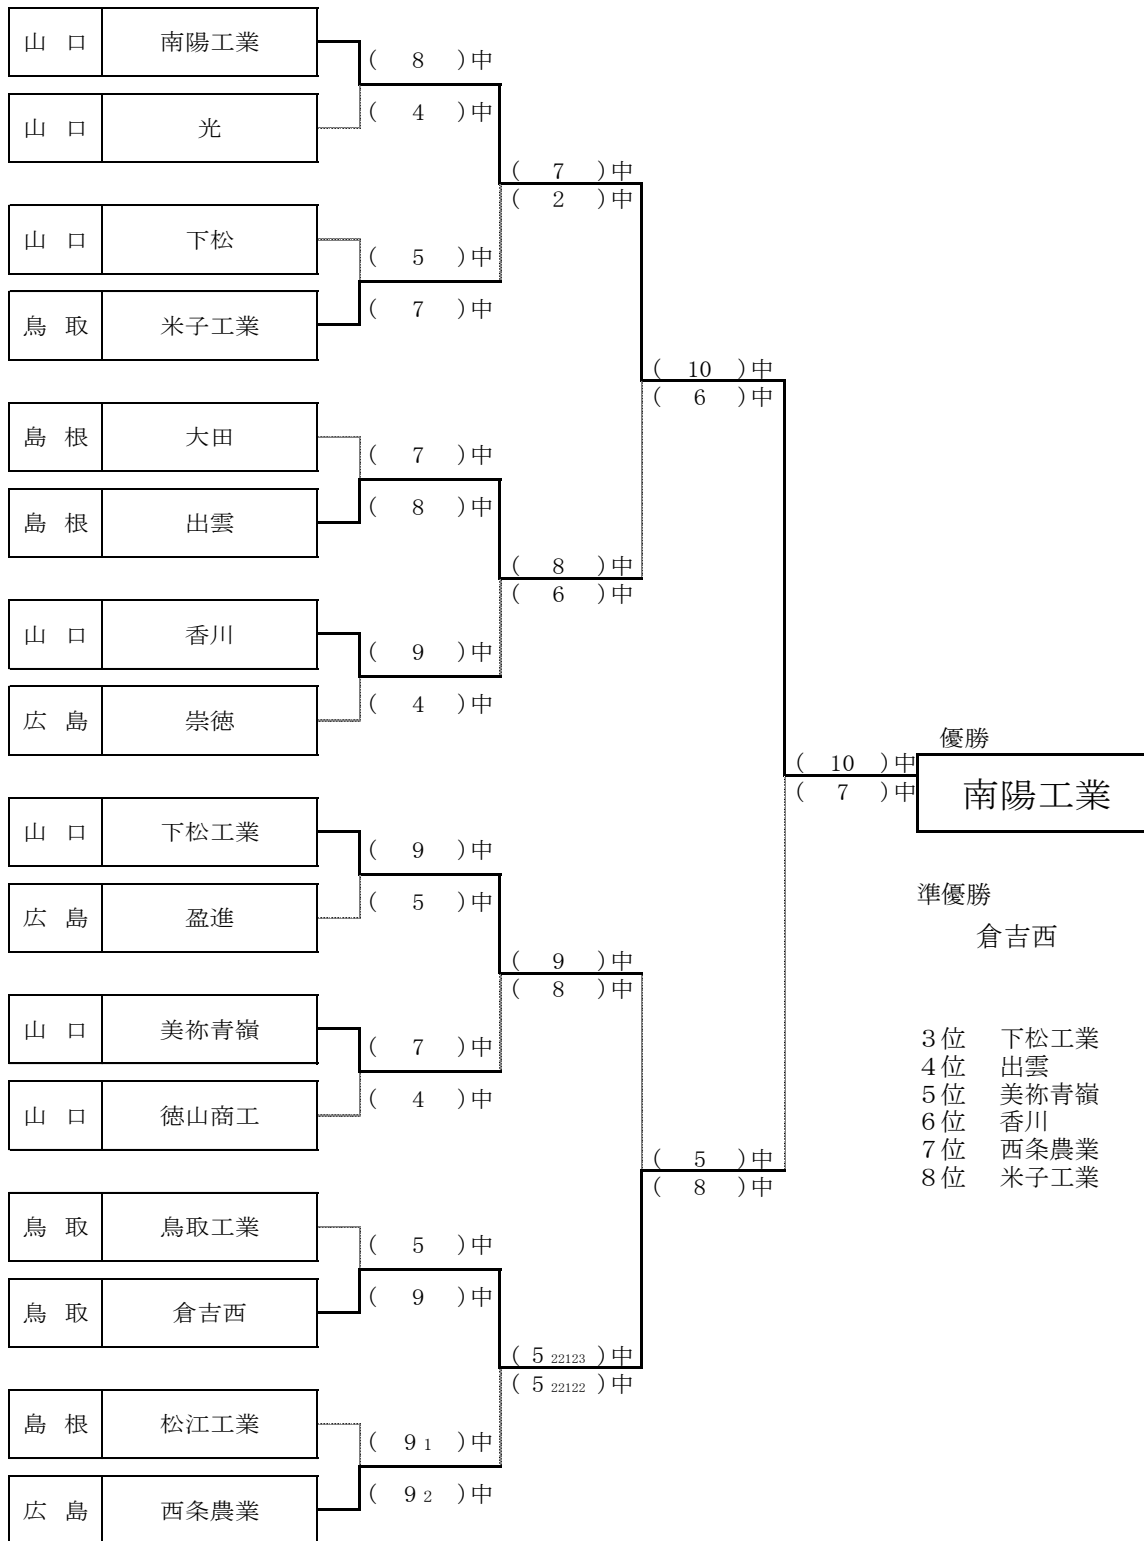 山 口 南陽工業
( 8 )中
( 4 )中
山 口 光
( 7 )中
( 2 )中
山 口 下松
( 5 )中
( 7 )中
鳥 取 米子工業
( 10 )中
( 6 )中
島 根 大田
( 7 )中
( 8 )中
島 根 出雲
( 8 )中
( 6 )中
山 口 香川
( 9 )中
( 4 )中
広 島 崇徳
優勝
( 10 )中
( 7 )中
南陽工業
山 口 下松工業
( 9 )中
( 5 )中
広 島 盈進
準優勝
倉吉西
( 9 )中
( 8 )中
山 口 美祢青嶺
( 7 )中
( 4 )中
山 口 徳山商工
3位 下松工業
4位 出雲
5位 美祢青嶺
6位 香川
7位 西条農業
8位 米子工業
( 5 )中
( 8 )中
鳥 取 鳥取工業
( 5 )中
( 9 )中
鳥 取 倉吉西
( 5 22123 )中
( 5 22122 )中
島 根 松江工業
( 9 1 )中
( 9 2 )中
広 島 西条農業